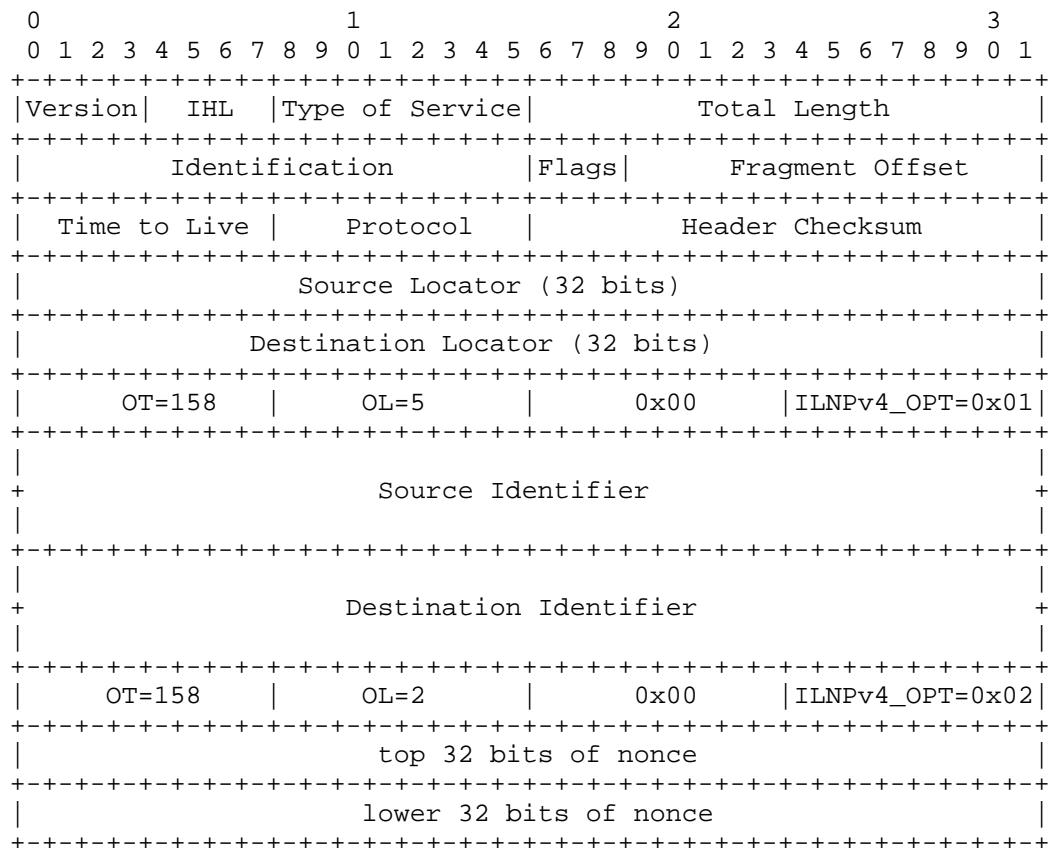 0                   1                   2                   3
 0 1 2 3 4 5 6 7 8 9 0 1 2 3 4 5 6 7 8 9 0 1 2 3 4 5 6 7 8 9 0 1
+-+-+-+-+-+-+-+-+-+-+-+-+-+-+-+-+-+-+-+-+-+-+-+-+-+-+-+-+-+-+-+-+
|Version|  IHL  |Type of Service|          Total Length         |
+-+-+-+-+-+-+-+-+-+-+-+-+-+-+-+-+-+-+-+-+-+-+-+-+-+-+-+-+-+-+-+-+
|         Identification        |Flags|      Fragment Offset    |
+-+-+-+-+-+-+-+-+-+-+-+-+-+-+-+-+-+-+-+-+-+-+-+-+-+-+-+-+-+-+-+-+
|  Time to Live |    Protocol   |         Header Checksum       |
+-+-+-+-+-+-+-+-+-+-+-+-+-+-+-+-+-+-+-+-+-+-+-+-+-+-+-+-+-+-+-+-+
|                 Source Locator (32 bits)                      |
+-+-+-+-+-+-+-+-+-+-+-+-+-+-+-+-+-+-+-+-+-+-+-+-+-+-+-+-+-+-+-+-+
|              Destination Locator (32 bits)                    |
+-+-+-+-+-+-+-+-+-+-+-+-+-+-+-+-+-+-+-+-+-+-+-+-+-+-+-+-+-+-+-+-+
|      OT=158   |     OL=5      |      0x00     |ILNPv4_OPT=0x01|
+-+-+-+-+-+-+-+-+-+-+-+-+-+-+-+-+-+-+-+-+-+-+-+-+-+-+-+-+-+-+-+-+
|                                                               |
+                      Source Identifier                        +
|                                                               |
+-+-+-+-+-+-+-+-+-+-+-+-+-+-+-+-+-+-+-+-+-+-+-+-+-+-+-+-+-+-+-+-+
|                                                               |
+                    Destination Identifier                     +
|                                                               |
+-+-+-+-+-+-+-+-+-+-+-+-+-+-+-+-+-+-+-+-+-+-+-+-+-+-+-+-+-+-+-+-+
|     OT=158    |     OL=2      |      0x00     |ILNPv4_OPT=0x02|
+-+-+-+-+-+-+-+-+-+-+-+-+-+-+-+-+-+-+-+-+-+-+-+-+-+-+-+-+-+-+-+-+
|                      top 32 bits of nonce                     |
+-+-+-+-+-+-+-+-+-+-+-+-+-+-+-+-+-+-+-+-+-+-+-+-+-+-+-+-+-+-+-+-+
|                     lower 32 bits of nonce                    |
+-+-+-+-+-+-+-+-+-+-+-+-+-+-+-+-+-+-+-+-+-+-+-+-+-+-+-+-+-+-+-+-+